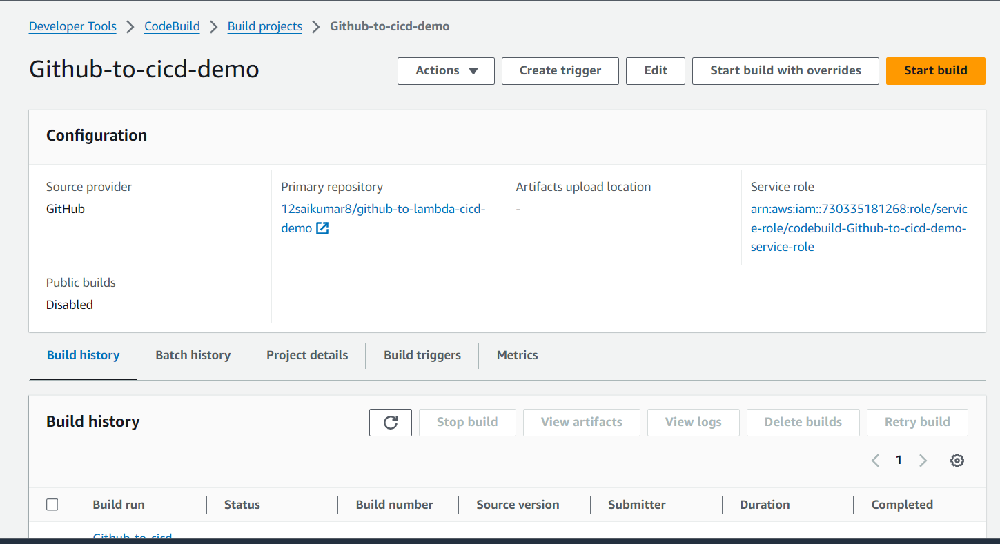 Developer Tools > CodeBuild > Build projects > Github-to-cicd-demo
Github-to-cicd-demo
Actions ▼ Create trigger Edit Start build with overrides Start build
Configuration
Source provider
GitHub
Primary repository
12saikumar8/github-to-lambda-cicd-
demo
Artifacts upload location
-
Service role
arn:aws:iam::730335181268:role/servic
e-role/codebuild-Github-to-cicd-demo-
service-role
Public builds
Disabled
Build history Batch history Project details Build triggers Metrics
Build history
Stop build View artifacts View logs Delete builds Retry build
< 1 >
Build run Status Build number Source version Submitter Duration Completed
Github-to-cicd